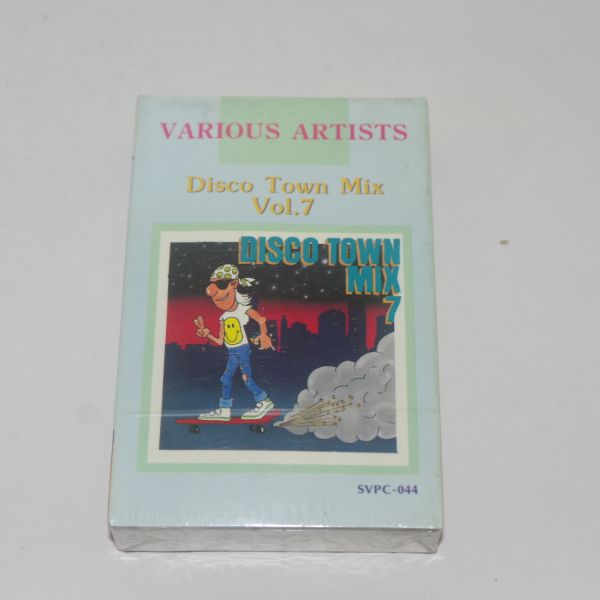 VARIOUS ARTISTS
Disco Town Mix
Vol.7
DISCO TOWN
MIX
7
SVPC-044